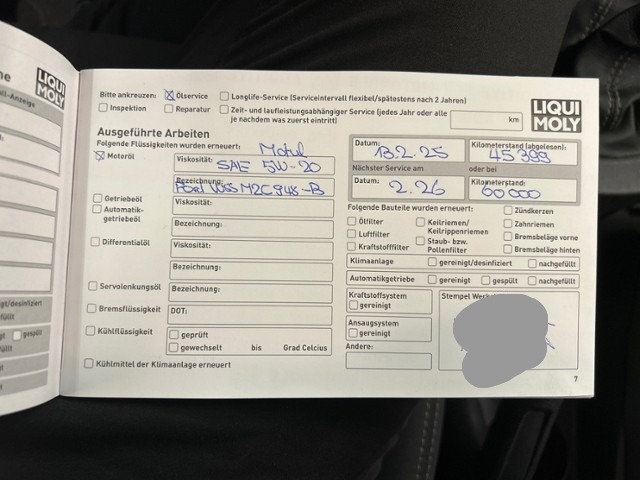 LIQUI
MOLY
Bitte ankreuzen: Ölservice Longlife-Service (Serviceintervall flexibel/spätestens nach 2 Jahren)
Inspektion Reparatur Zeit- und laufleistungsabhängiger Service (jedes Jahr oder alle km
je nachdem was zuerst eintritt)
LIQUI
MOLY
Ausgeführte Arbeiten
Folgende Flüssigkeiten wurden erneuert: Motul
Motoröl Viskosität: SAE 5W-20
Bezeichnung: Ford WSS M2C948-B
Getriebeöl Viskosität:
Automatik-
getriebeöl Bezeichnung:
Differentialöl Viskosität:
Bezeichnung:
Servolenkungsöl Bezeichnung:
Bremsflüssigkeit DOT:
Kühlflüssigkeit geprüft
gewechselt bis Grad Celcius
Kühlmittel der Klimaanlage erneuert
Datum: 13.2.25 Kilometerstand (abgelesen): 45399
Nächster Service am oder bei
Datum: 2.26 Kilometerstand: 60000
Folgende Bauteile wurden erneuert:
Ölfilter
Luftfilter
Kraftstofffilter
Keilriemen/
Keilrippenriemen
Staub- bzw.
Pollenfilter
Zündkerzen
Zahnriemen
Bremsbeläge vorne
Bremsbeläge hinten
Klimaanlage gereinigt/desinfiziert nachgefüllt
Automatikgetriebe gereinigt gespült nachgefüllt
Kraftstoffsystem
gereinigt
Ansaugsystem
gereinigt
Andere:
Stempel
7